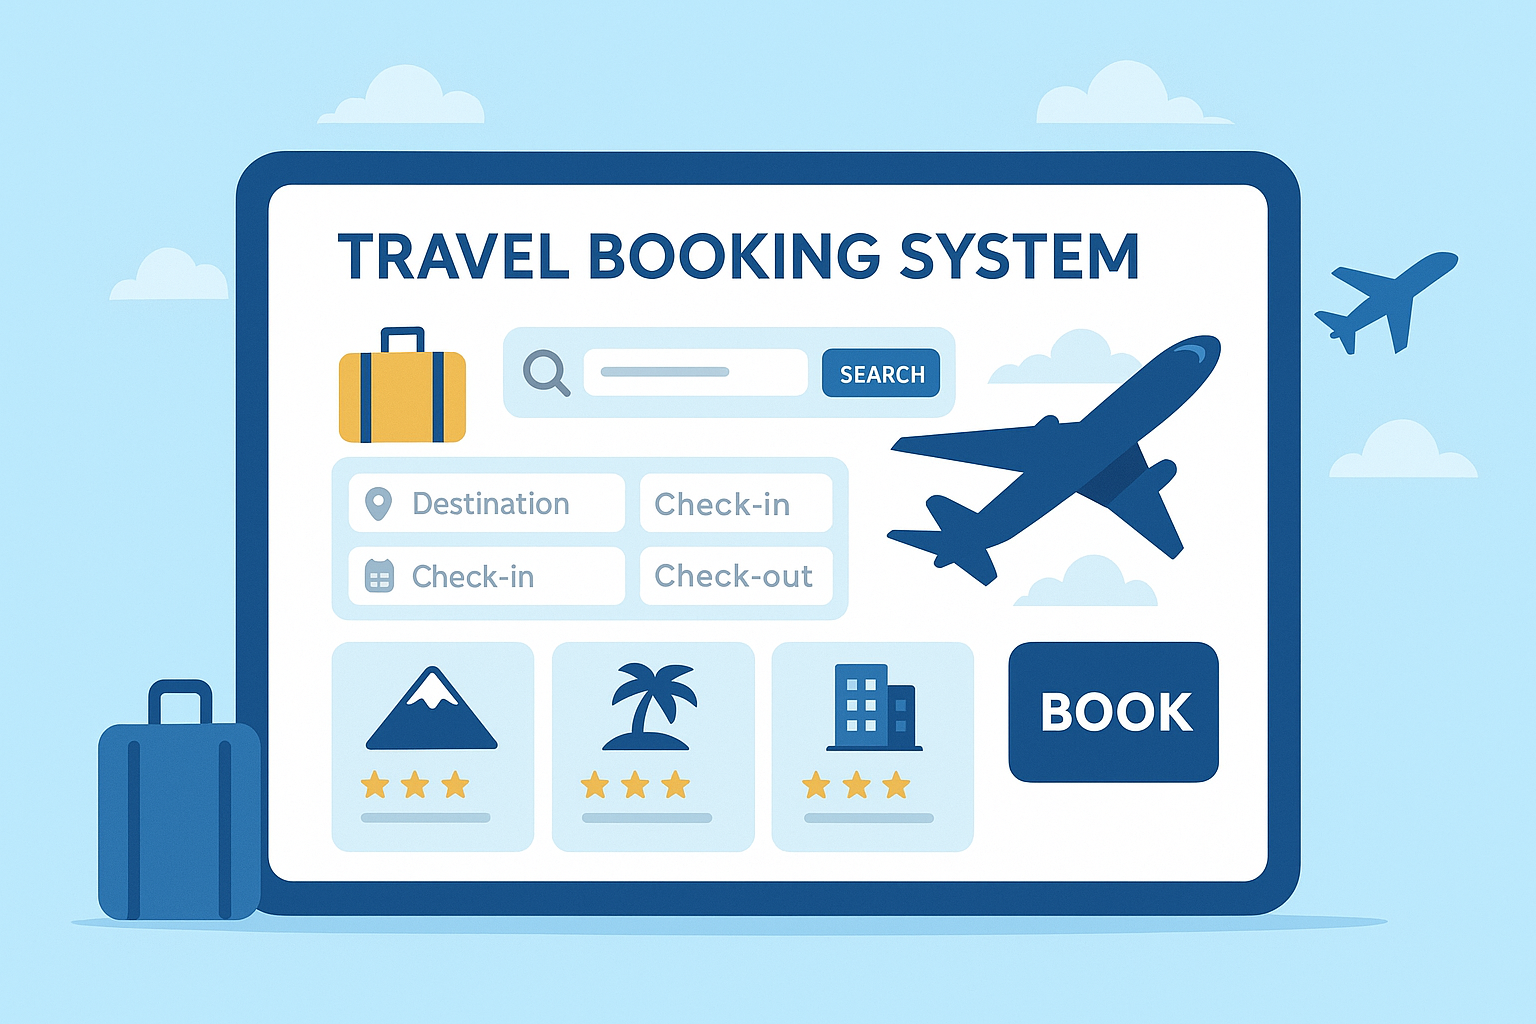 TRAVEL BOOKING SYSTEM
SEARCH
Destination
Check-in
Check-in
Check-out
BOOK